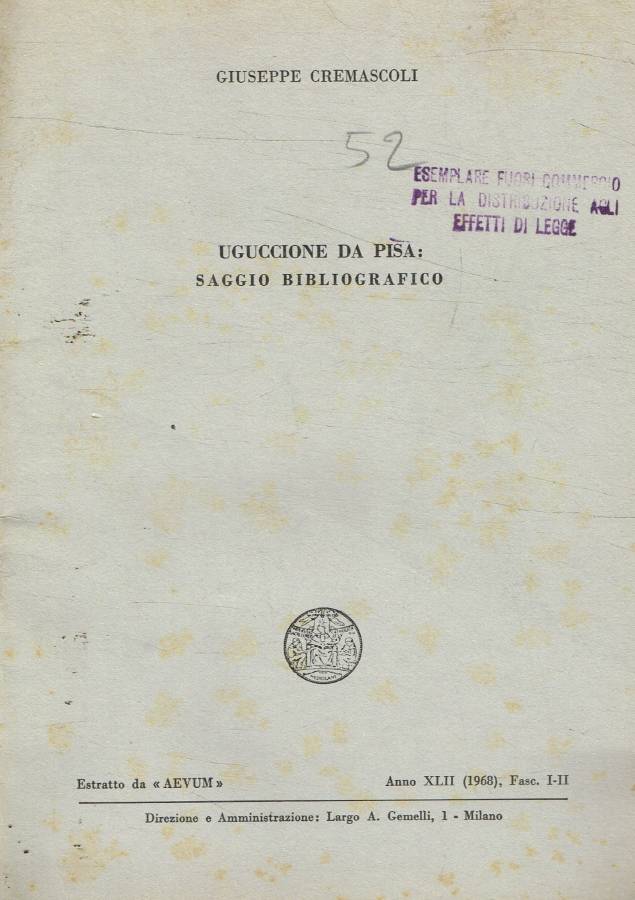 GIUSEPPE CREMASCOLI
52
ESEMPLARE FUORI COMMERCIO
PER LA DISTRIBUZIONE AGLI
EFFETTI DI LEGGE
UGUCCIONE DA PISA:
SAGGIO BIBLIOGRAFICO
MEDIOLANI
Estratto da « AEVUM »
Anno XLII (1968), Fasc. I-II
Direzione e Amministrazione: Largo A. Gemelli, 1 - Milano